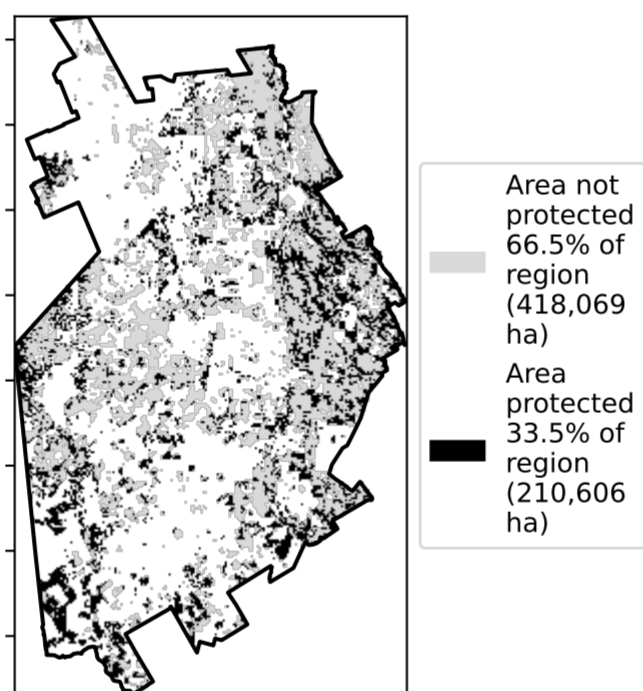 Area not
protected
66.5% of
region
(418,069
ha)
Area
protected
33.5% of
region
(210,606
ha)